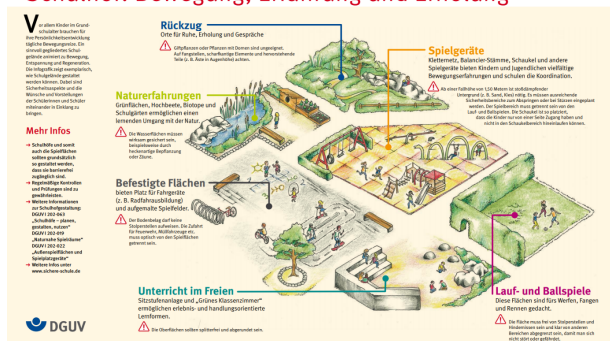 Schulhof: Bewegung, Erfahrung und Erholung
Vor allem Kinder im Grund-
schulalter brauchen für
ihre Persönlichkeitsentwicklung
tägliche Bewegungsreize. Ein
sinnvoll gegliedertes Schul-
gelände animiert zu Bewegung,
Entspannung und Regeneration.
Die Infografik zeigt exemplarisch,
wie Schulgelände gestaltet
werden können. Dabei sind
Sicherheitsaspekte und die
Wünsche und Vorstellungen
der Schülerinnen und Schüler
miteinander in Einklang zu
bringen.
Mehr Infos
→ Schulhöfe und somit
auch die Spielflächen
sollten grundsätzlich
so gestaltet werden,
dass sie barrierefrei
zugänglich sind.
→ Regelmäßige Kontrollen
und Prüfungen sind zu
gewährleisten.
→ Weitere Informationen
zur Schulhofgestaltung:
DGUV I 202-063
„Schulhöfe – planen,
gestalten, nutzen“
DGUV I 202-019
„Naturnahe Spielräume“
DGUV I 202-022
„Außenspielflächen und
Spielplatzgeräte“
→ Weitere Infos unter
www.sichere-schule.de
DGUV
Rückzug
Orte für Ruhe, Erholung und Gespräche
Giftpflanzen oder Pflanzen mit Dornen sind ungeeignet.
Auf Fangstellen, scharfkantige Elemente und hervorstehende
Teile (z. B. Äste in Augenhöhe) achten.
Spielgeräte
Kletternetz, Balancier-Stämme, Schaukel und andere
Spielgeräte bieten Kindern und Jugendlichen vielfältige
Bewegungserfahrungen und schulen die Koordination.
Ab einer Fallhöhe von 1,50 Metern ist stoßdämpfender
Untergrund (z. B. Sand, Kies) nötig. Es müssen ausreichende
Sicherheitsbereiche zum Abspringen oder bei Stürzen eingeplant
werden. Der Spielbereich muss getrennt sein von den
Lauf- und Ballspielen. Die Schaukel ist so platziert,
dass die Kinder nur von einer Seite Zugang haben und
nicht in den Schaukelbereich hineinlaufen können.
Naturerfahrungen
Grünflächen, Hochbeete, Biotope und
Schulgärten ermöglichen einen
lernenden Umgang mit der Natur.
Die Wasserflächen müssen
wirksam gesichert sein,
beispielsweise durch
heckenartige Bepflanzung
oder Zäune.
Befestigte Flächen
bieten Platz für Fahrgeräte
(z. B. Radfahrausbildung)
und aufgemalte Spielfelder.
Der Bodenbelag darf keine
Stolperstellen aufweisen. Die Zufahrt
für Feuerwehr, Müllfahrzeuge etc.
muss optisch von den Spielflächen
getrennt sein.
Unterricht im Freien
Sitzstufenanlage und „Grünes Klassenzimmer“
ermöglichen erlebnis- und handlungsorientierte
Lernformen.
Die Oberflächen sollten splitterfrei und abgerundet sein.
Lauf- und Ballspiele
Diese Flächen sind fürs Werfen, Fangen
und Rennen gedacht.
Die Fläche muss frei von Stolperstellen und
Hindernissen sein und klar von anderen
Bereichen abgegrenzt sein, damit man sich
nicht stört oder gefährdet.